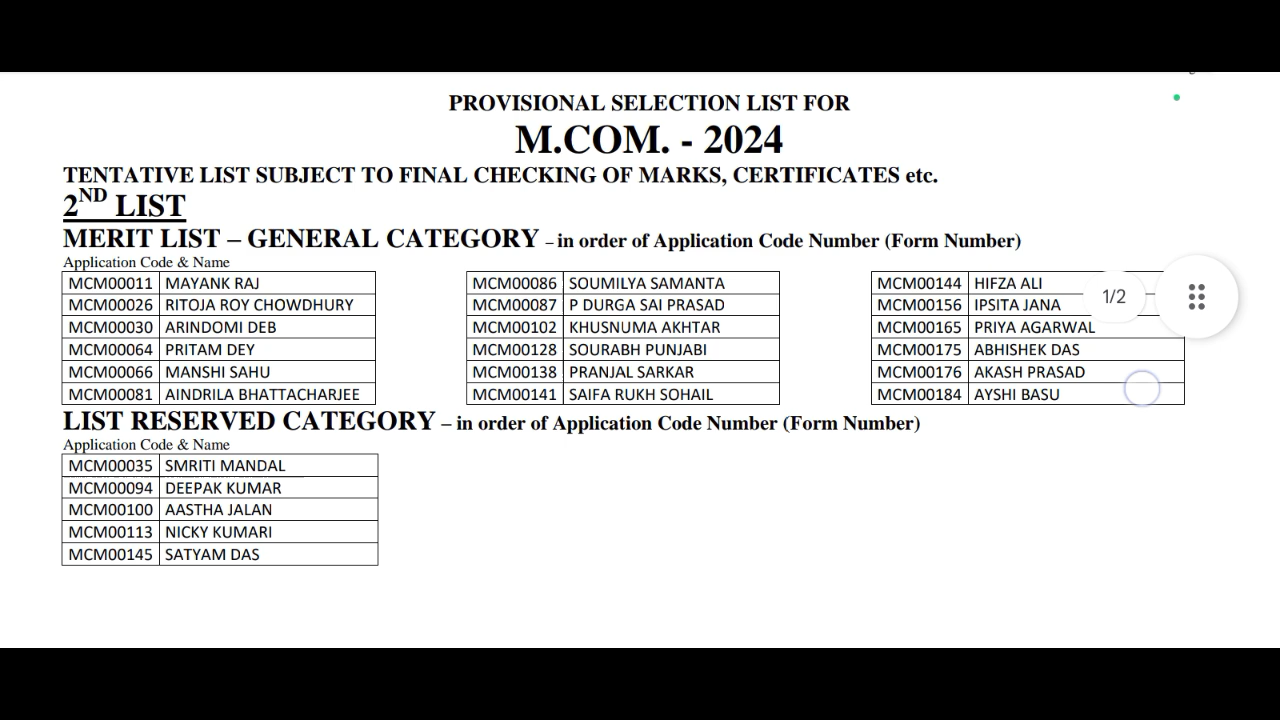 PROVISIONAL SELECTION LIST FOR
M.COM. - 2024
TENTATIVE LIST SUBJECT TO FINAL CHECKING OF MARKS, CERTIFICATES etc.
2ND LIST
MERIT LIST – GENERAL CATEGORY – in order of Application Code Number (Form Number)
Application Code & Name
MCM00011 MAYANK RAJ
MCM00026 RITOJA ROY CHOWDHURY
MCM00030 ARINDOMI DEB
MCM00064 PRITAM DEY
MCM00066 MANSHI SAHU
MCM00081 AINDRILA BHATTACHARJEE
MCM00086 SOUMILYA SAMANTA
MCM00087 P DURGA SAI PRASAD
MCM00102 KHUSNUMA AKHTAR
MCM00128 SOURABH PUNJABI
MCM00138 PRANJAL SARKAR
MCM00141 SAIFA RUKH SOHAIL
MCM00144 HIFZA ALI
MCM00156 IPSITA JANA
MCM00165 PRIYA AGARWAL
MCM00175 ABHISHEK DAS
MCM00176 AKASH PRASAD
MCM00184 AYSHI BASU
1/2
LIST RESERVED CATEGORY – in order of Application Code Number (Form Number)
Application Code & Name
MCM00035 SMRITI MANDAL
MCM00094 DEEPAK KUMAR
MCM00100 AASTHA JALAN
MCM00113 NICKY KUMARI
MCM00145 SATYAM DAS